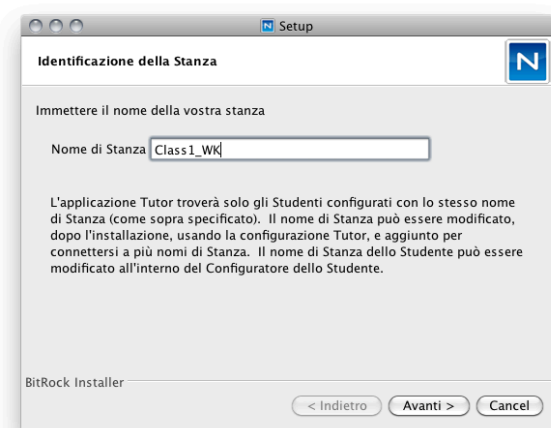 Setup
Identificazione della Stanza
N
Immettere il nome della vostra stanza
Nome di Stanza Class1_WK
L'applicazione Tutor troverà solo gli Studenti configurati con lo stesso nome
di Stanza (come sopra specificato). Il nome di Stanza può essere modificato,
dopo l'installazione, usando la configurazione Tutor, e aggiunto per
connettersi a più nomi di Stanza. Il nome di Stanza dello Studente può essere
modificato all'interno del Configuratore dello Studente.
BitRock Installer
< Indietro Avanti > Cancel